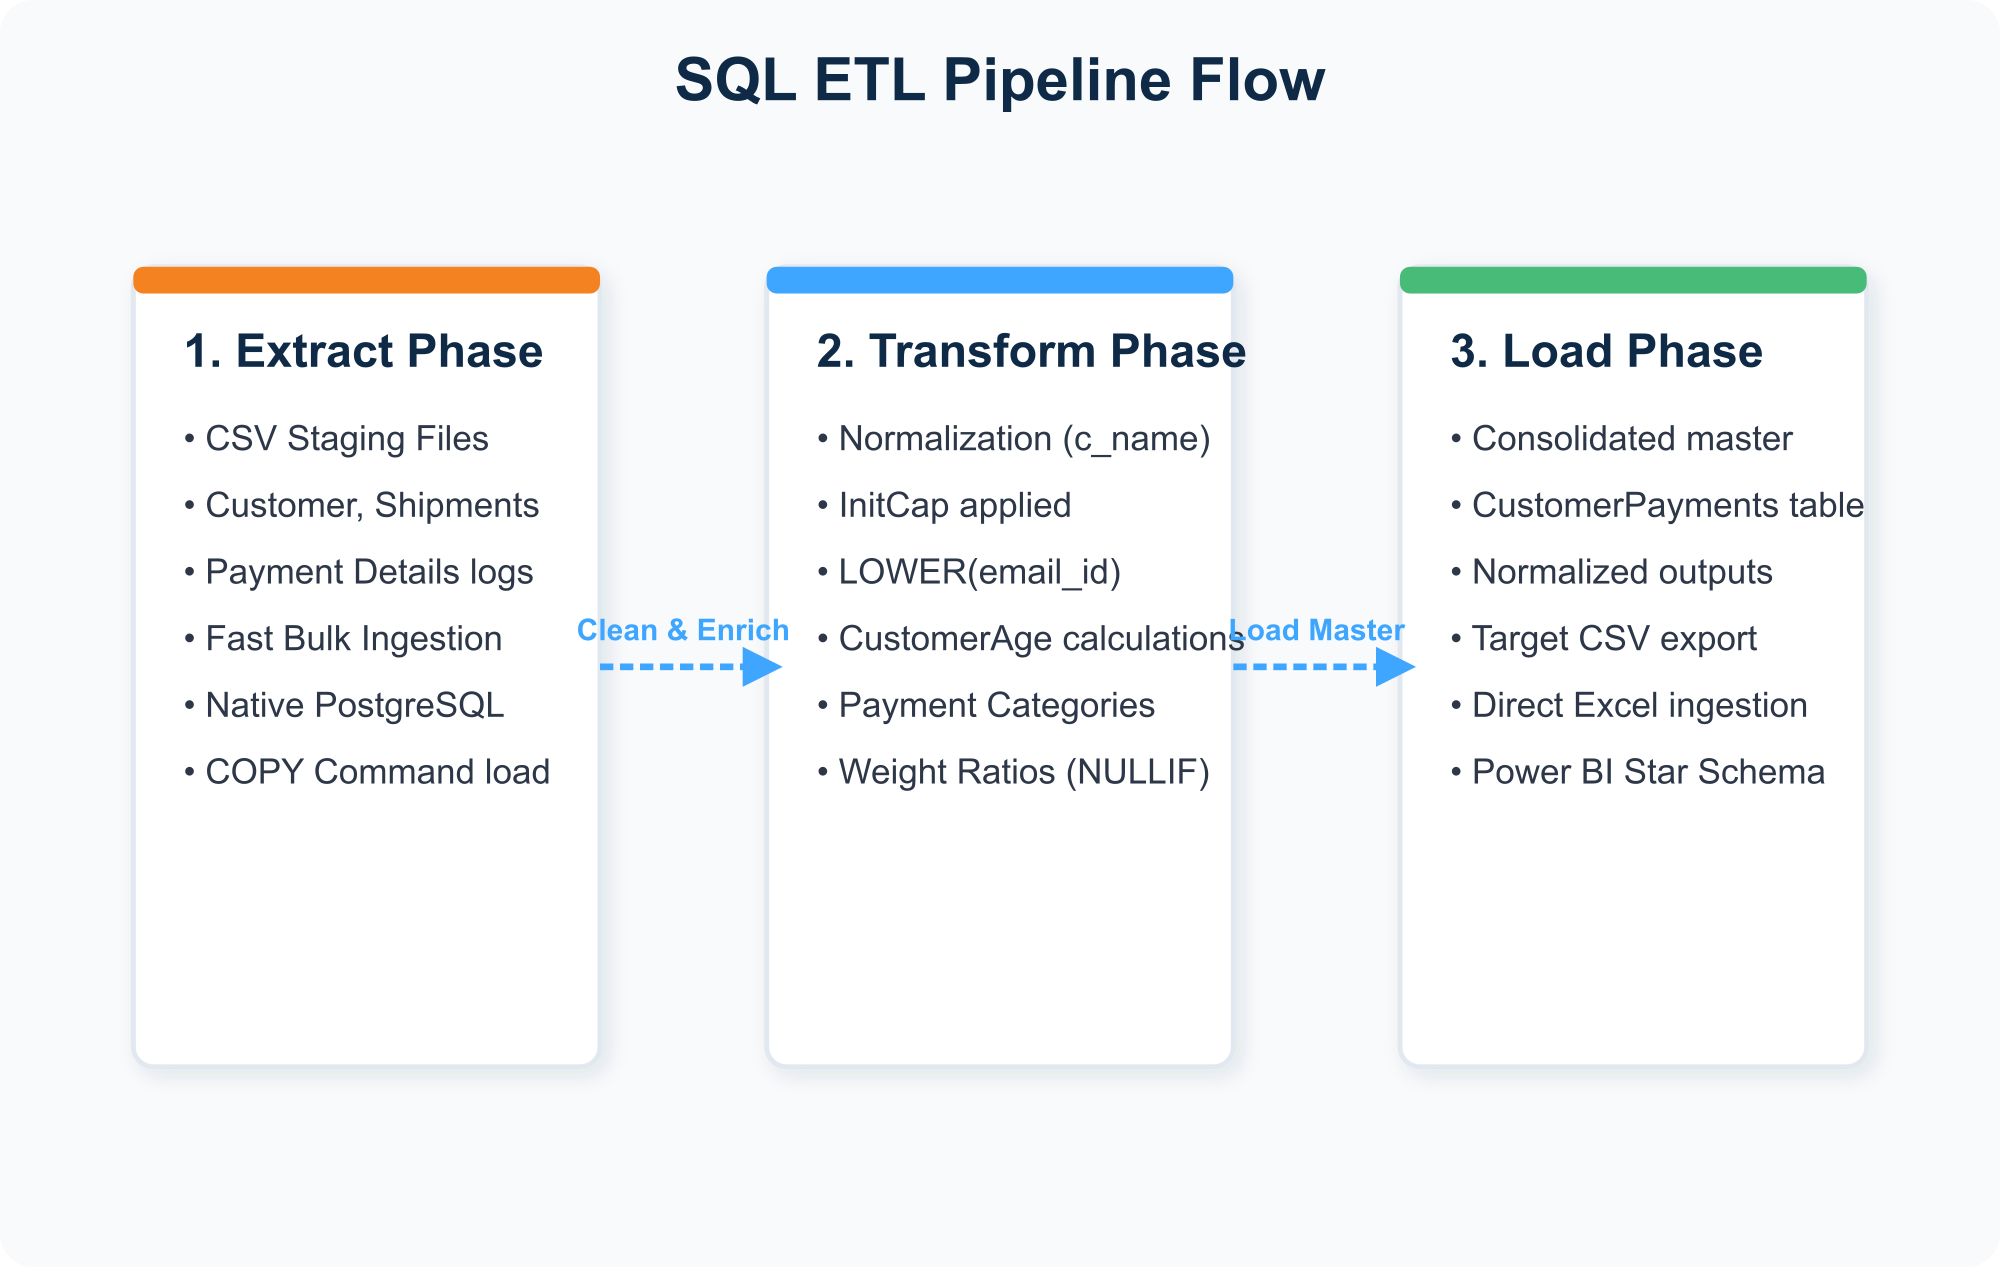 SQL ETL Pipeline Flow
1. Extract Phase
• CSV Staging Files
• Customer, Shipments
• Payment Details logs
• Fast Bulk Ingestion
• Native PostgreSQL
• COPY Command load
Clean & Enrich
2. Transform Phase
• Normalization (c_name)
• InitCap applied
• LOWER(email_id)
• CustomerAge calculations
• Payment Categories
• Weight Ratios (NULLIF)
Load Master
3. Load Phase
• Consolidated master
• CustomerPayments table
• Normalized outputs
• Target CSV export
• Direct Excel ingestion
• Power BI Star Schema